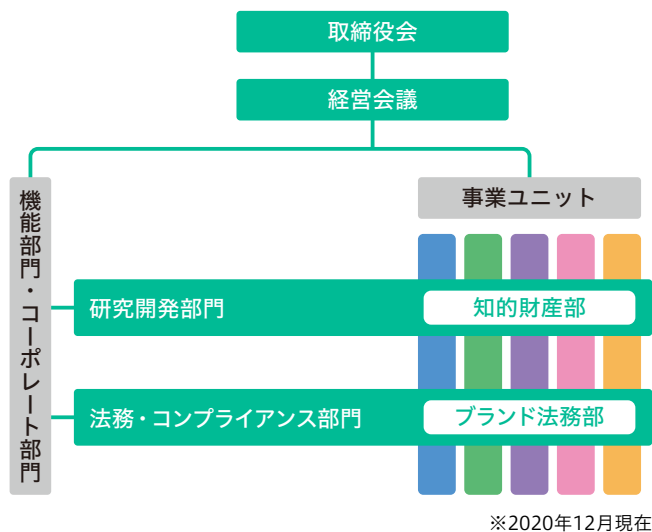 取締役会
経営会議
機能部門・コーポレート部門
事業ユニット
研究開発部門
知的財産部
法務・コンプライアンス部門
ブランド法務部
※2020年12月現在